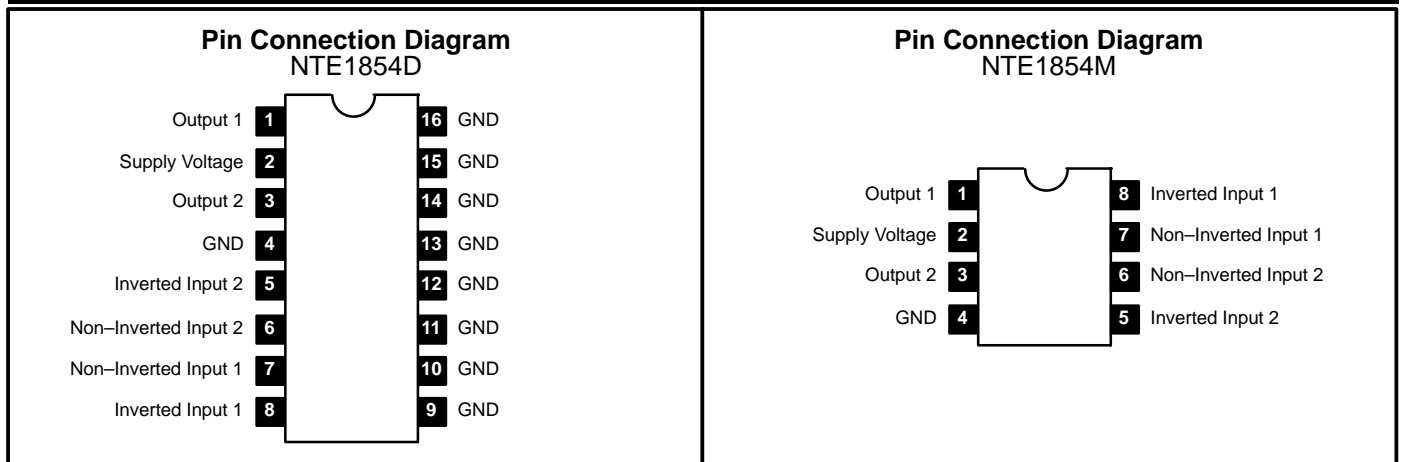 Pin Connection Diagram
NTE1854D
Output 1 1 16 GND
Supply Voltage 2 15 GND
Output 2 3 14 GND
GND 4 13 GND
Inverted Input 2 5 12 GND
Non–Inverted Input 2 6 11 GND
Non–Inverted Input 1 7 10 GND
Inverted Input 1 8 9 GND
Pin Connection Diagram
NTE1854M
Output 1 1 8 Inverted Input 1
Supply Voltage 2 7 Non–Inverted Input 1
Output 2 3 6 Non–Inverted Input 2
GND 4 5 Inverted Input 2